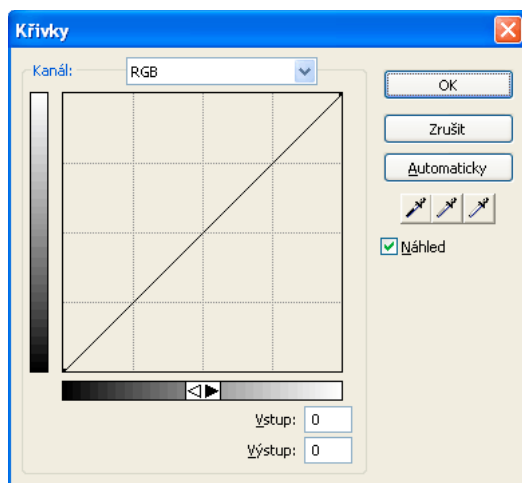 Křivky
Kanál:
RGB
OK
Zrušit
Automaticky
Náhled
Vstup: 0
Výstup: 0